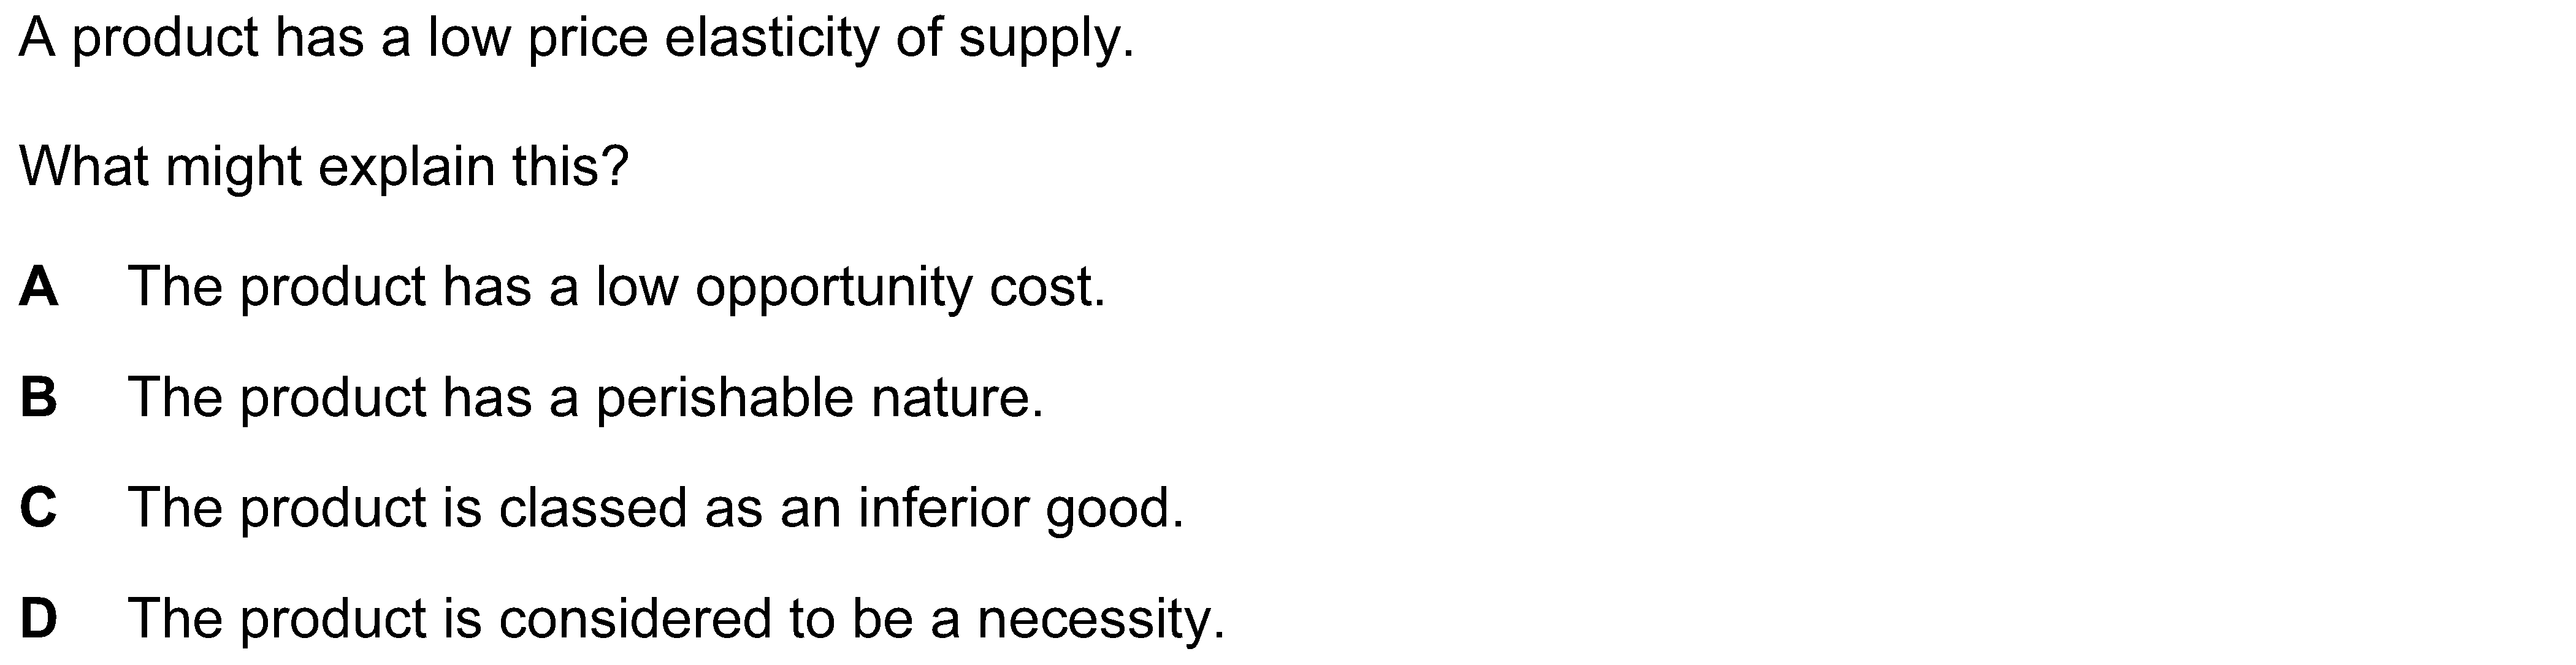 A product has a low price elasticity of supply.
What might explain this?
A The product has a low opportunity cost.
B The product has a perishable nature.
C The product is classed as an inferior good.
D The product is considered to be a necessity.